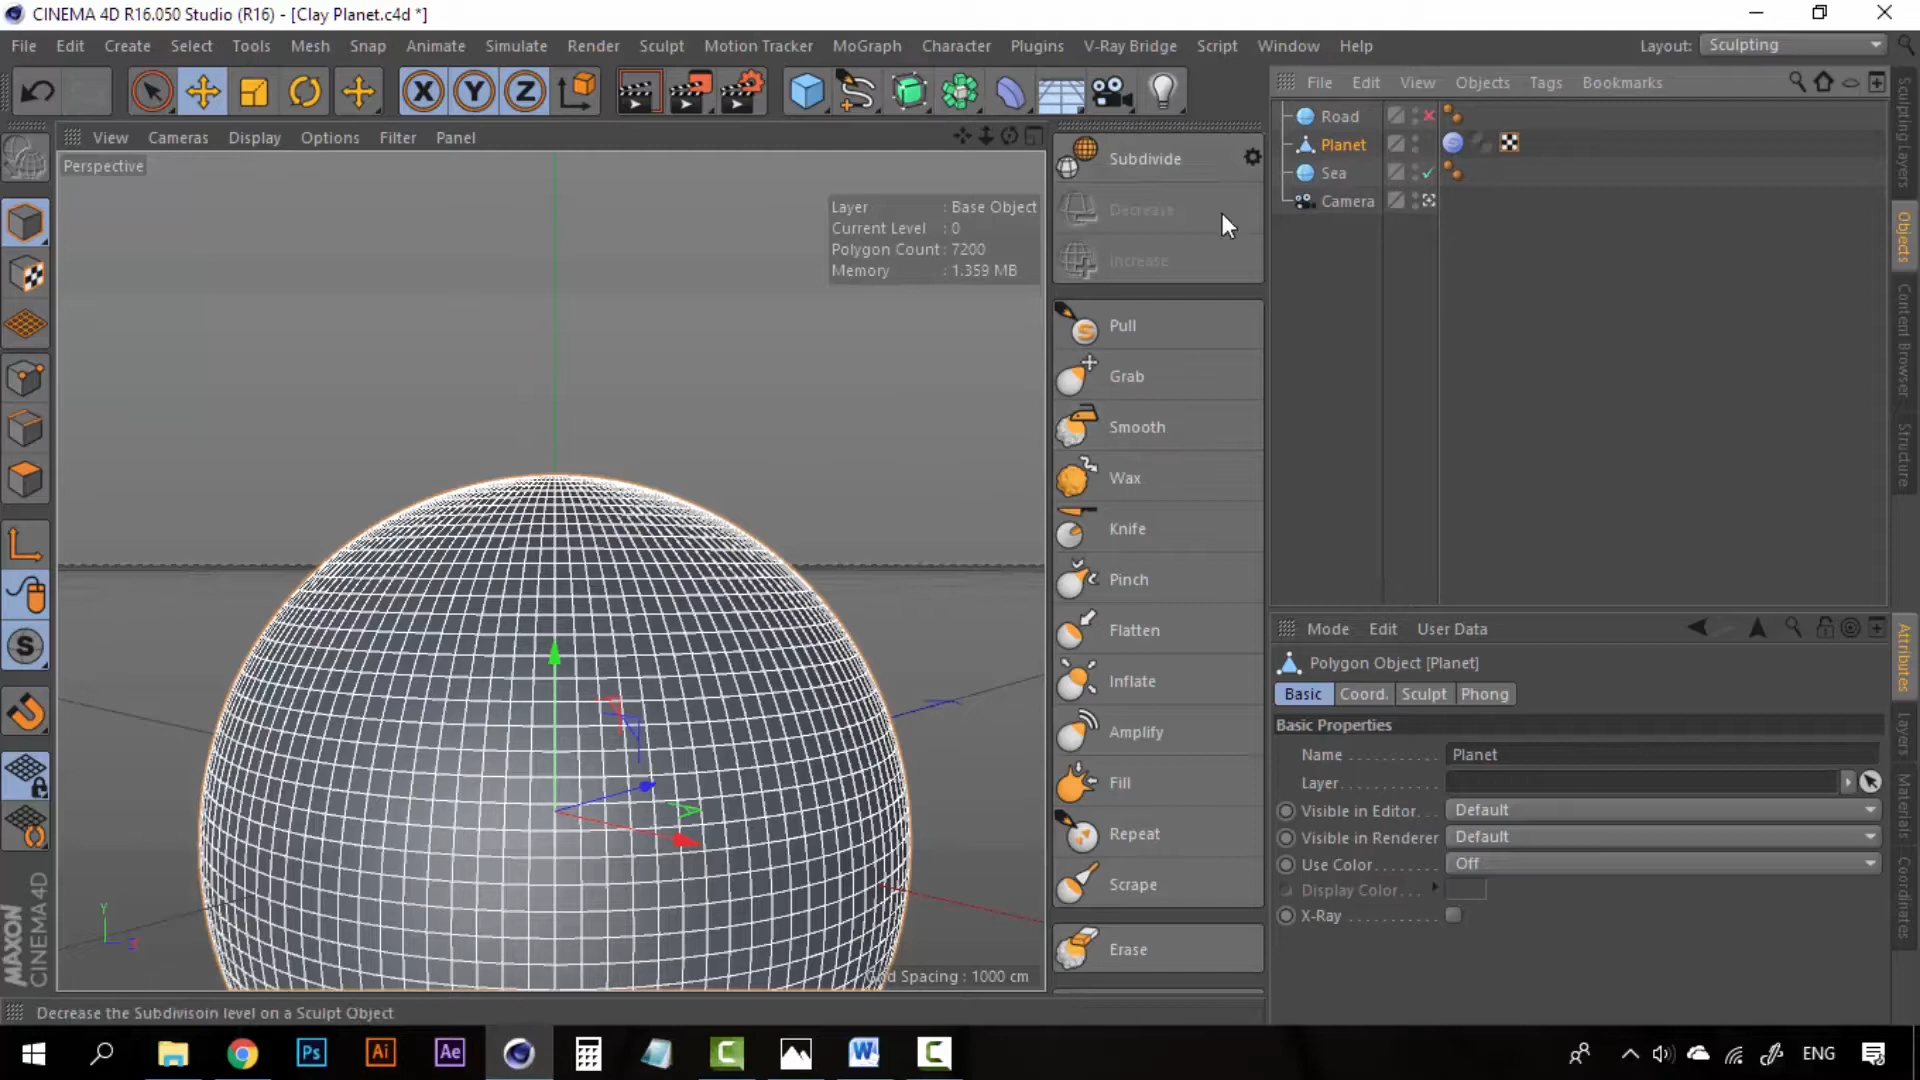 CINEMA 4D R16.050 Studio (R16) - [Clay Planet.c4d *]
File Edit Create Select Tools Mesh Snap Animate Simulate Render Sculpt Motion Tracker MoGraph Character Plugins V-Ray Bridge Script Window Help
Layout: Sculpting
X Y Z
File Edit View Objects Tags Bookmarks
Road
Planet
Sea
Camera
View Cameras Display Options Filter Panel
Perspective
Layer : Base Object
Current Level : 0
Polygon Count : 7200
Memory : 1.359 MB
Y
Grid Spacing : 1000 cm
Subdivide
Decrease
Increase
Pull
Grab
Smooth
Wax
Knife
Pinch
Flatten
Inflate
Amplify
Fill
Repeat
Scrape
Erase
Sculpting Layers
Objects
Content Browser
Structure
Mode Edit User Data
Polygon Object [Planet]
Basic Coord. Sculpt Phong
Basic Properties
Name . . . . . . . . . . . Planet
Layer. . . . . . . . . . .
Visible in Editor. . . Default
Visible in Renderer Default
Use Color. . . . . . . Off
Display Color. . .
X-Ray . . . . . . . . . .
Attributes
Layers
Materials
Coordinates
MAXON
CINEMA 4D
Decrease the Subdivisoin level on a Sculpt Object
Ps Ai Ae
ENG